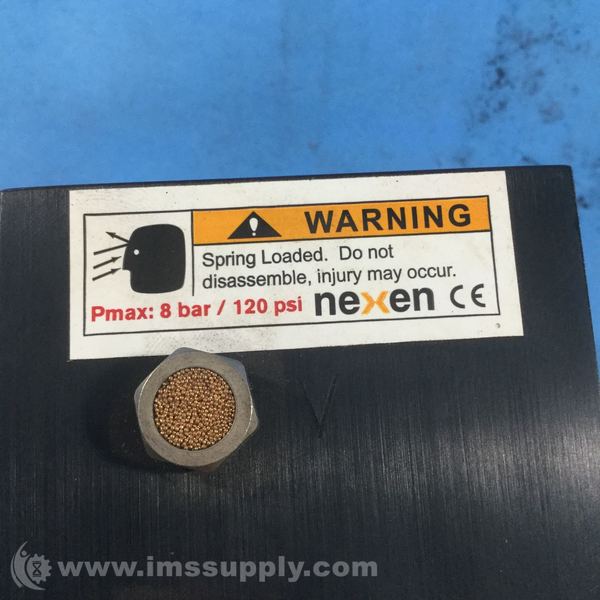 WARNING
Spring Loaded. Do not
disassemble, injury may occur.
Pmax: 8 bar / 120 psi nexen CE
V
www.imssupply.com